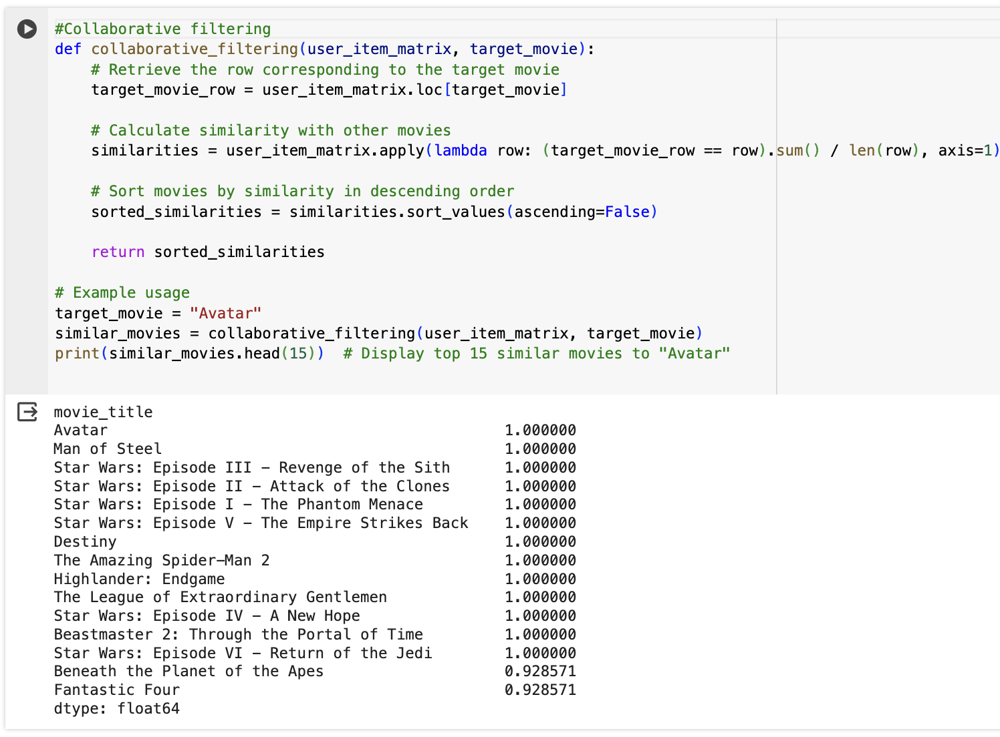 #Collaborative filtering
def collaborative_filtering(user_item_matrix, target_movie):
    # Retrieve the row corresponding to the target movie
    target_movie_row = user_item_matrix.loc[target_movie]
    # Calculate similarity with other movies
    similarities = user_item_matrix.apply(lambda row: (target_movie_row == row).sum() / len(row), axis=1)
    # Sort movies by similarity in descending order
    sorted_similarities = similarities.sort_values(ascending=False)
    return sorted_similarities
# Example usage
target_movie = "Avatar"
similar_movies = collaborative_filtering(user_item_matrix, target_movie)
print(similar_movies.head(15))  # Display top 15 similar movies to "Avatar"
movie_title
Avatar 1.000000
Man of Steel 1.000000
Star Wars: Episode III - Revenge of the Sith 1.000000
Star Wars: Episode II - Attack of the Clones 1.000000
Star Wars: Episode I - The Phantom Menace 1.000000
Star Wars: Episode V - The Empire Strikes Back 1.000000
Destiny 1.000000
The Amazing Spider-Man 2 1.000000
Highlander: Endgame 1.000000
The League of Extraordinary Gentlemen 1.000000
Star Wars: Episode IV - A New Hope 1.000000
Beastmaster 2: Through the Portal of Time 1.000000
Star Wars: Episode VI - Return of the Jedi 1.000000
Beneath the Planet of the Apes 0.928571
Fantastic Four 0.928571
dtype: float64